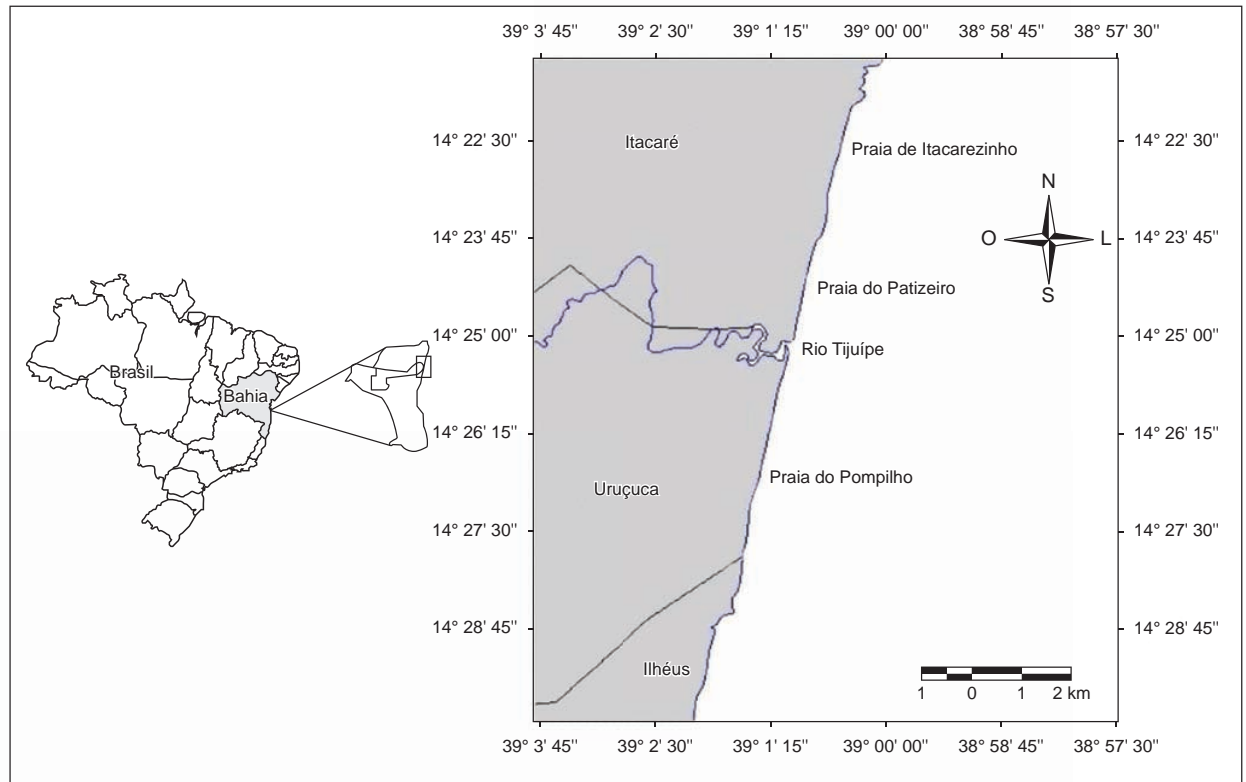 39° 3' 45" 39° 2' 30" 39° 1' 15" 39° 00' 00" 38° 58' 45" 38° 57' 30"
14° 22' 30" 14° 22' 30"
Itacaré
Praia de Itacarezinho
N
O L
S
14° 23' 45" 14° 23' 45"
Praia do Patizeiro
14° 25' 00" 14° 25' 00"
Rio Tijuípe
Brasil
Bahia
14° 26' 15" 14° 26' 15"
Praia do Pompilho
Uruçuca
14° 27' 30" 14° 27' 30"
14° 28' 45" 14° 28' 45"
Ilhéus
1 0 1 2 km
39° 3' 45" 39° 2' 30" 39° 1' 15" 39° 00' 00" 38° 58' 45" 38° 57' 30"